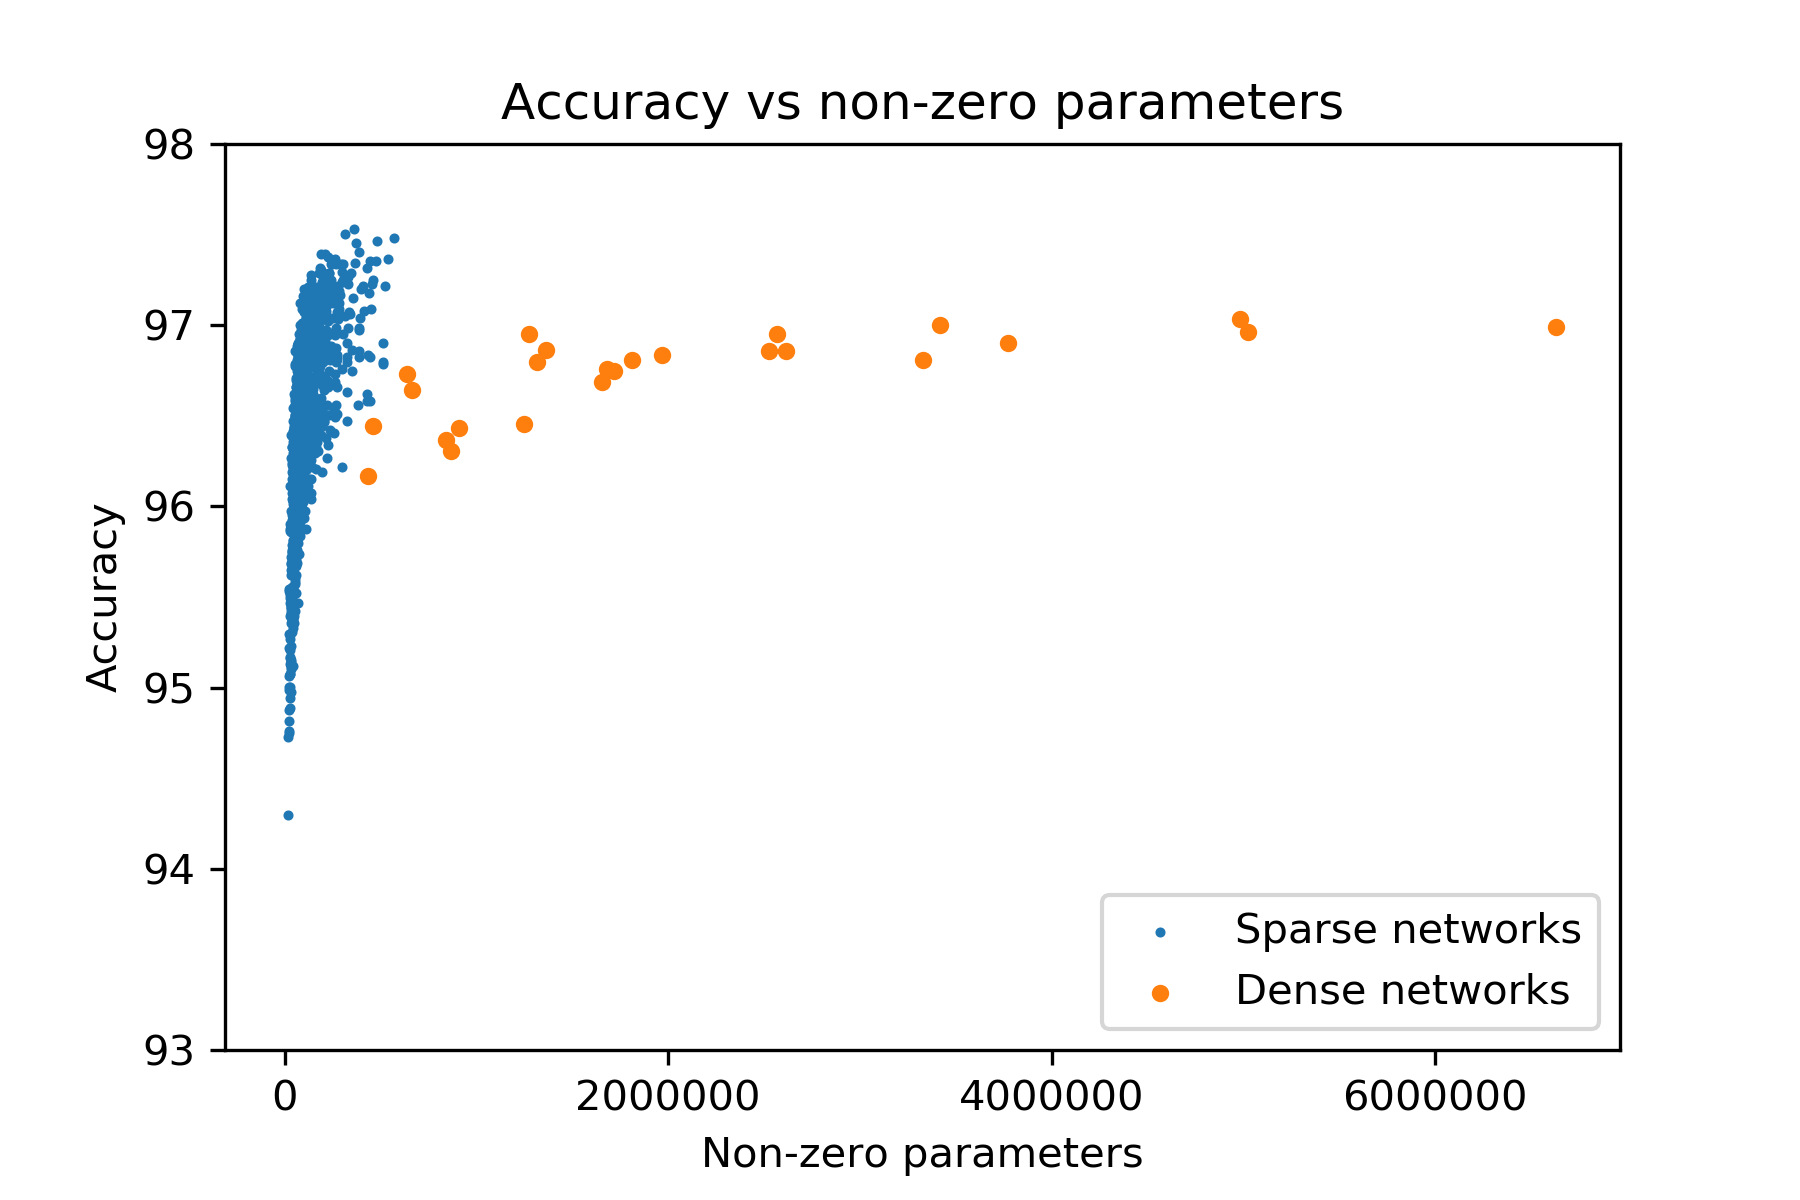 Accuracy vs non-zero parameters
98
97
96
95
94
93
Accuracy
Sparse networks
Dense networks
0 2000000 4000000 6000000
Non-zero parameters